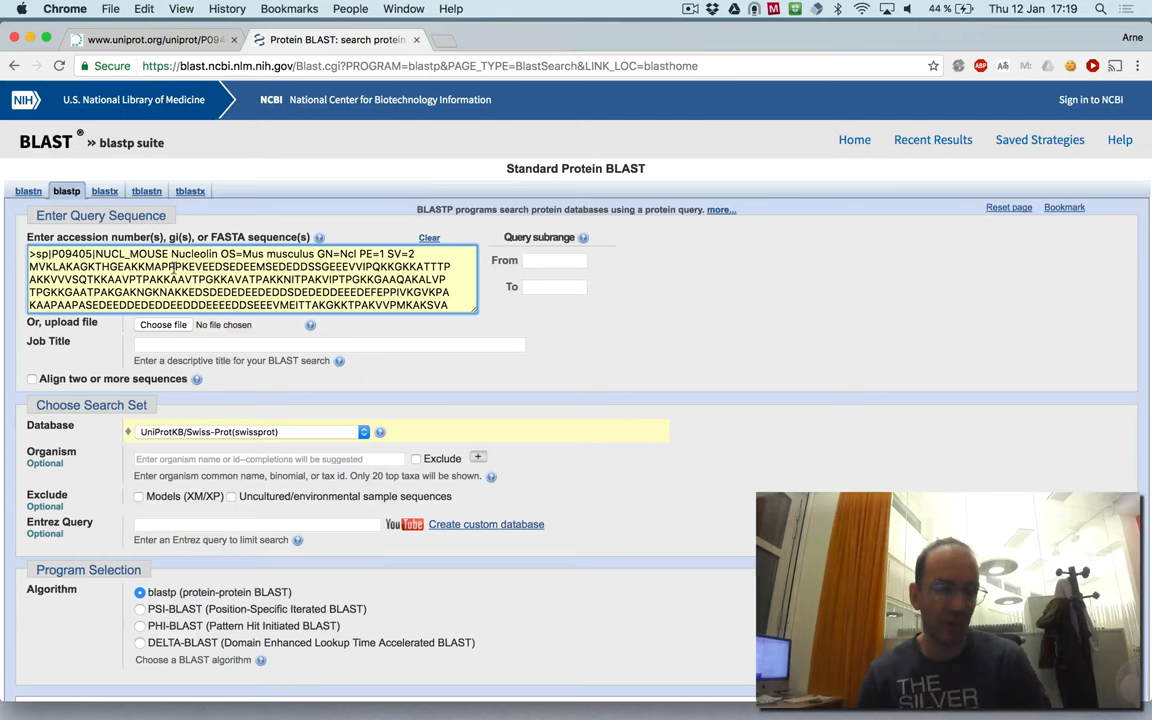 Chrome File Edit View History Bookmarks People Window Help 44% Thu 12 Jan 17:19
www.uniprot.org/uniprot/P094 Protein BLAST: search protein Arne
Secure https://blast.ncbi.nlm.nih.gov/Blast.cgi?PROGRAM=blastp&PAGE_TYPE=BlastSearch&LINK_LOC=blasthome
NIH U.S. National Library of Medicine NCBI National Center for Biotechnology Information Sign in to NCBI
BLAST ® » blastp suite Home Recent Results Saved Strategies Help
Standard Protein BLAST
blastn blastp blastx tblastn tblastx
Enter Query Sequence BLASTP programs search protein databases using a protein query. more... Reset page Bookmark
Enter accession number(s), gi(s), or FASTA sequence(s) Clear Query subrange
>sp|P09405|NUCL_MOUSE Nucleolin OS=Mus musculus GN=Ncl PE=1 SV=2
MVKLAKAGKTHGEAKKMAPPPKEVEEDSEDEEMSEDEDDSSGEEEVVIPQKKGKKATTTP
AKKVVVSQTKKAAVPTPAKKAAVTPGKKAVATPAKKNITPAKVIPTPGKKGAAQAKALVP
TPGKKGAATPAKGAKNGKNAKKEDSDEDEDEEDEDDSDEDEDDEEEDEFEPPIVKGVKPA
KAAPAAPASEDEEDDEDEDDEEDDDEEEEDDSEEEVMEITTAKGKKTPAKVVPMKAKSVA
From
To
Or, upload file Choose file No file chosen
Job Title
Enter a descriptive title for your BLAST search
Align two or more sequences
Choose Search Set
Database UniProtKB/Swiss-Prot(swissprot)
Organism Enter organism name or id--completions will be suggested Exclude +
Optional Enter organism common name, binomial, or tax id. Only 20 top taxa will be shown.
Exclude Models (XM/XP) Uncultured/environmental sample sequences
Optional
Entrez Query YouTube Create custom database
Optional Enter an Entrez query to limit search
Program Selection
Algorithm blastp (protein-protein BLAST)
PSI-BLAST (Position-Specific Iterated BLAST)
PHI-BLAST (Pattern Hit Initiated BLAST)
DELTA-BLAST (Domain Enhanced Lookup Time Accelerated BLAST)
Choose a BLAST algorithm
THE
SILVER